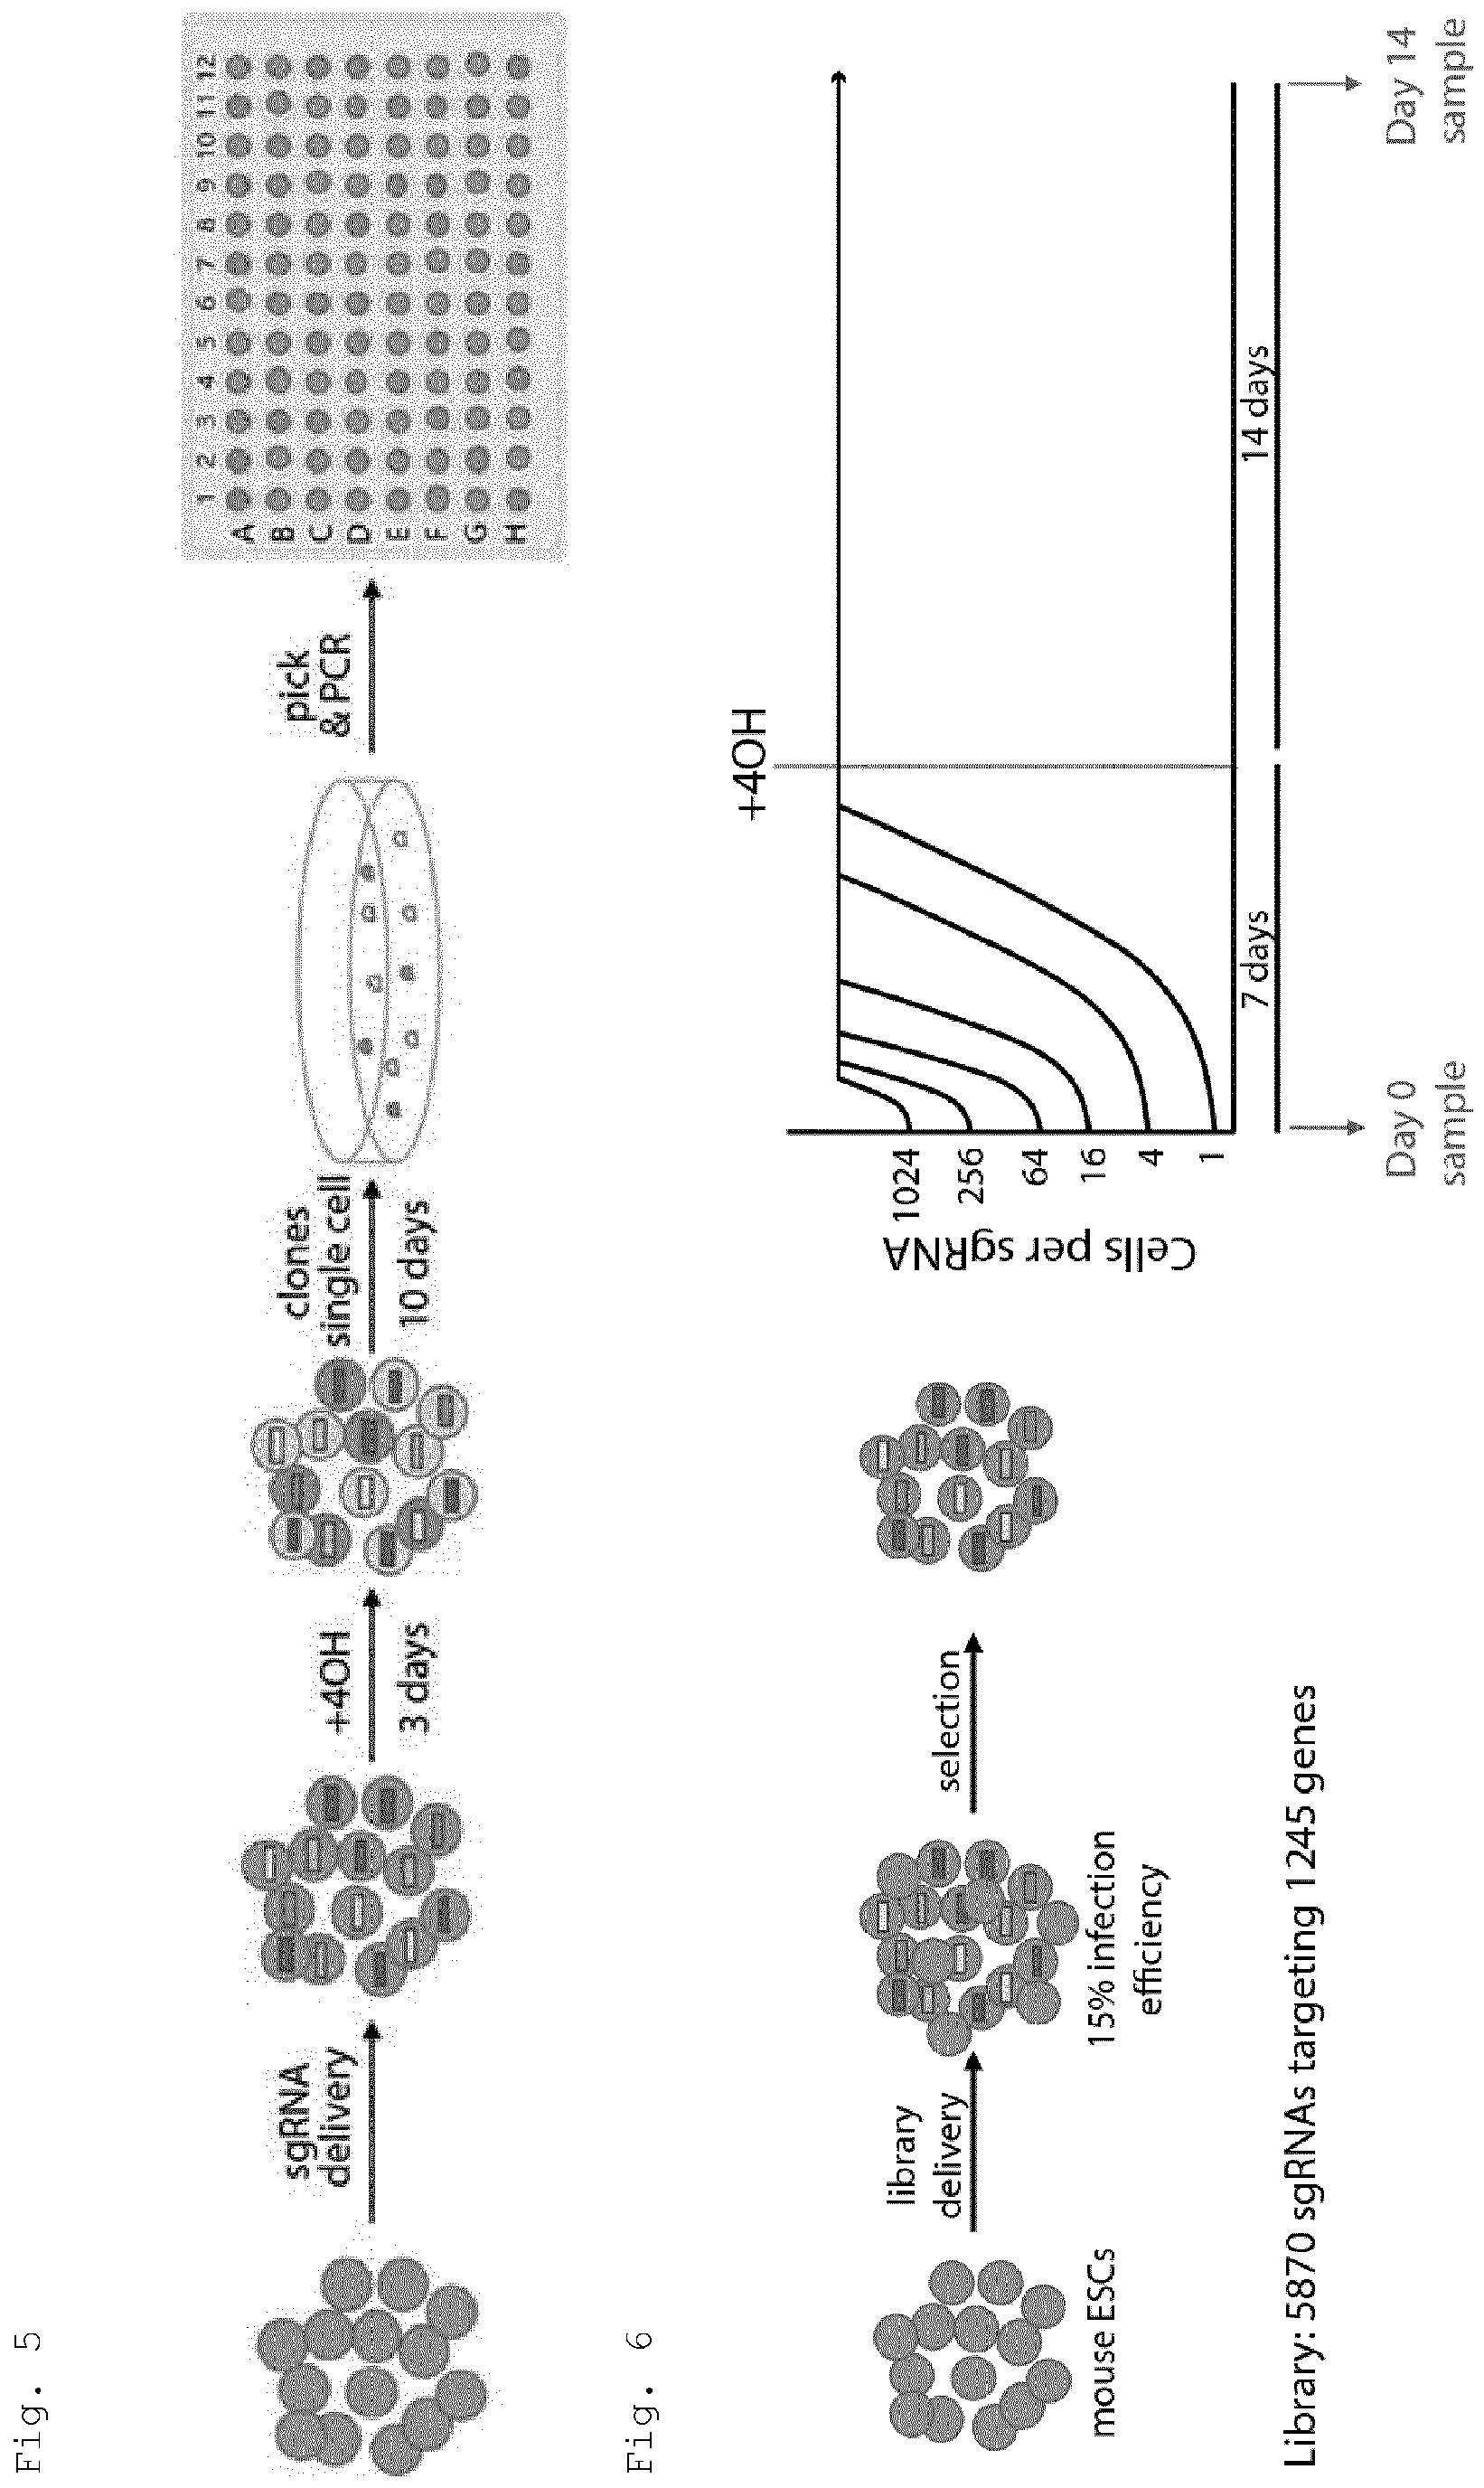 Fig. 5
sgRNA
delivery
+4OH
3 days
clones
single cell
10 days
pick
& PCR
1 2 3 4 5 6 7 8 9 10 11 12
A
B
C
D
E
F
G
H
Fig. 6
mouse ESCs
library
delivery
15% infection
efficiency
selection
Cells per sgRNA
1024
256
64
16
4
1
+4OH
7 days
14 days
Day 0
sample
Day 14
sample
Library: 5870 sgRNAs targeting 1245 genes